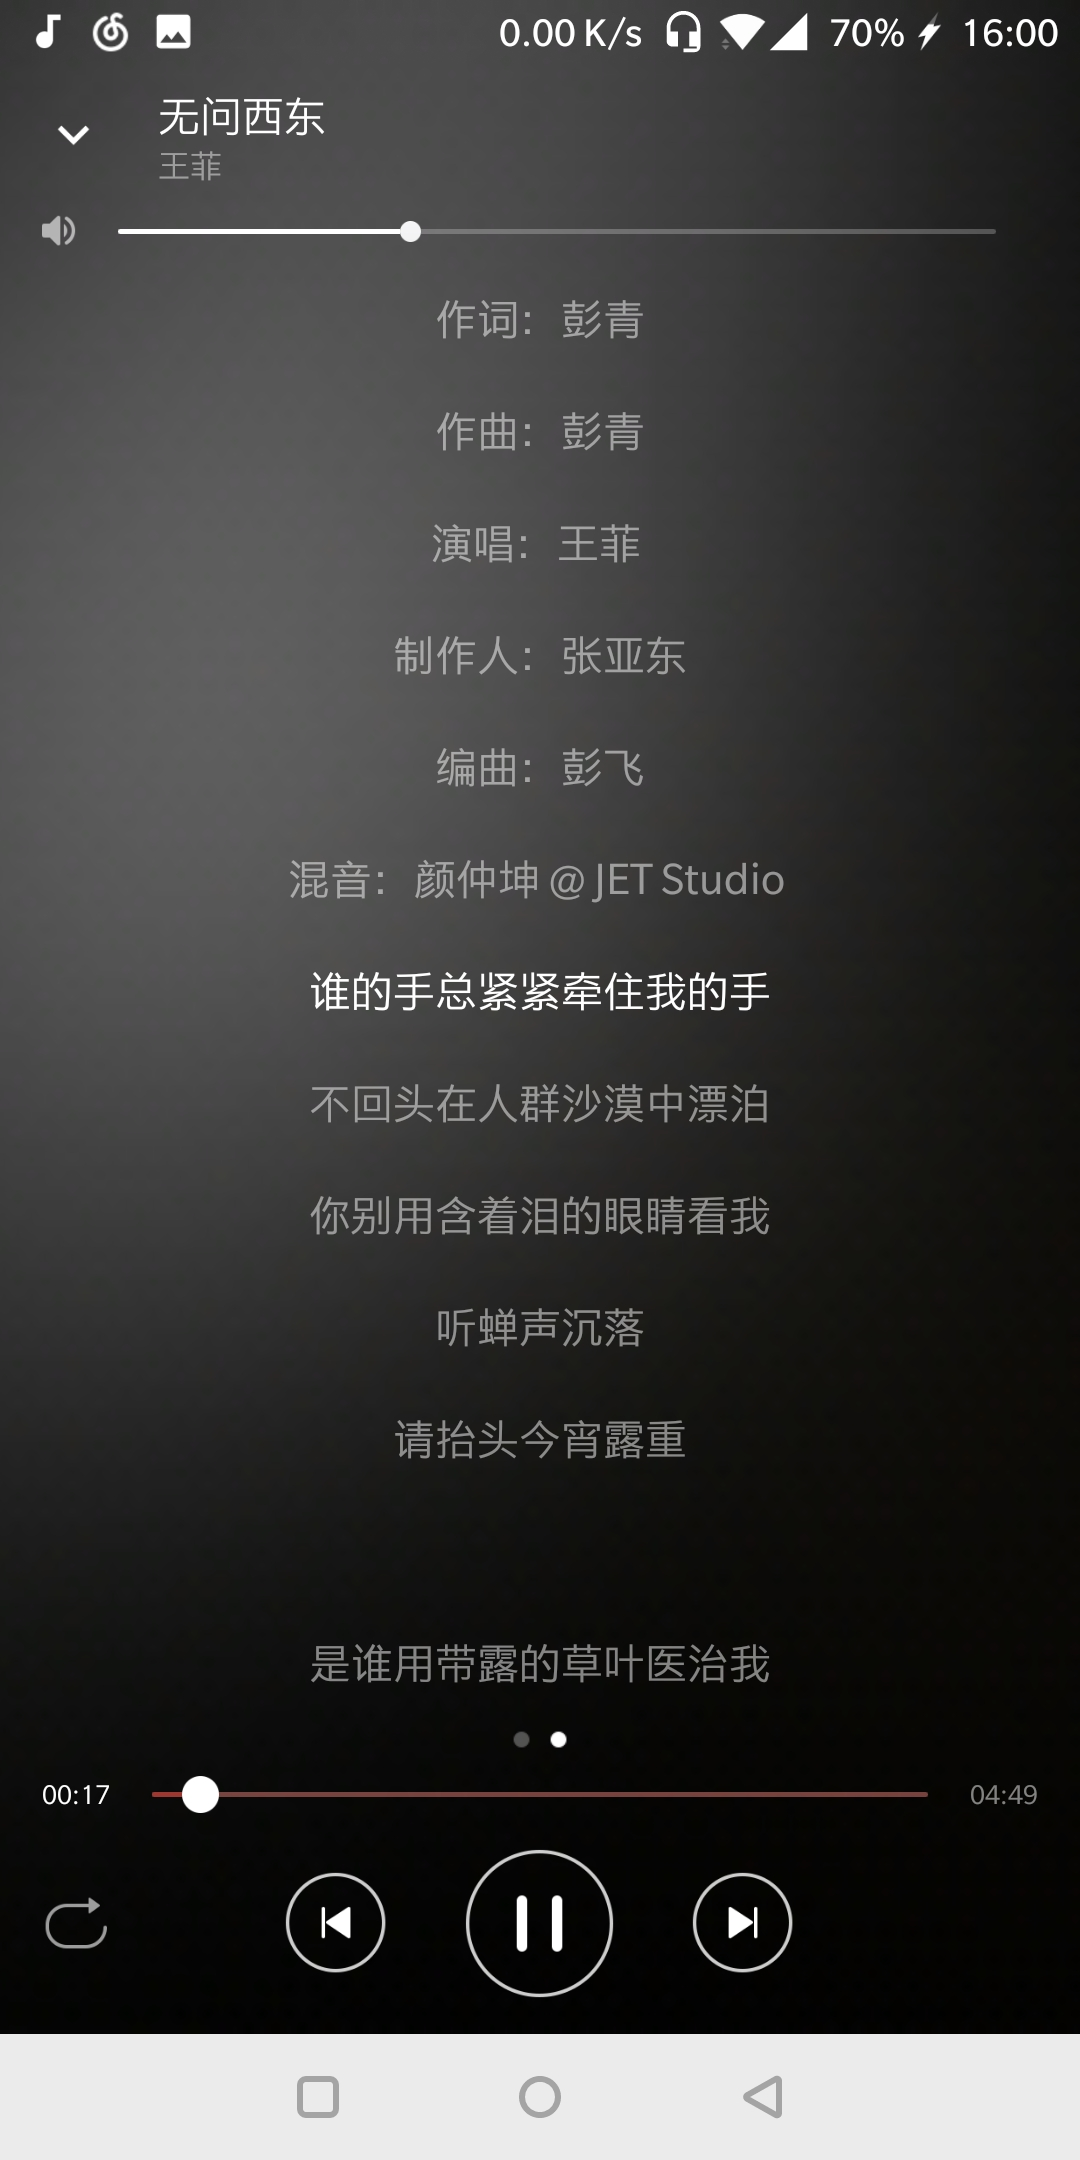 0.00 K/s 70% 16:00
无问西东
王菲
作词：彭青
作曲：彭青
演唱：王菲
制作人：张亚东
编曲：彭飞
混音：颜仲坤 @ JET Studio
谁的手总紧紧牵住我的手
不回头在人群沙漠中漂泊
你别用含着泪的眼睛看我
听蝉声沉落
请抬头今宵露重
是谁用带露的草叶医治我
00:17 04:49